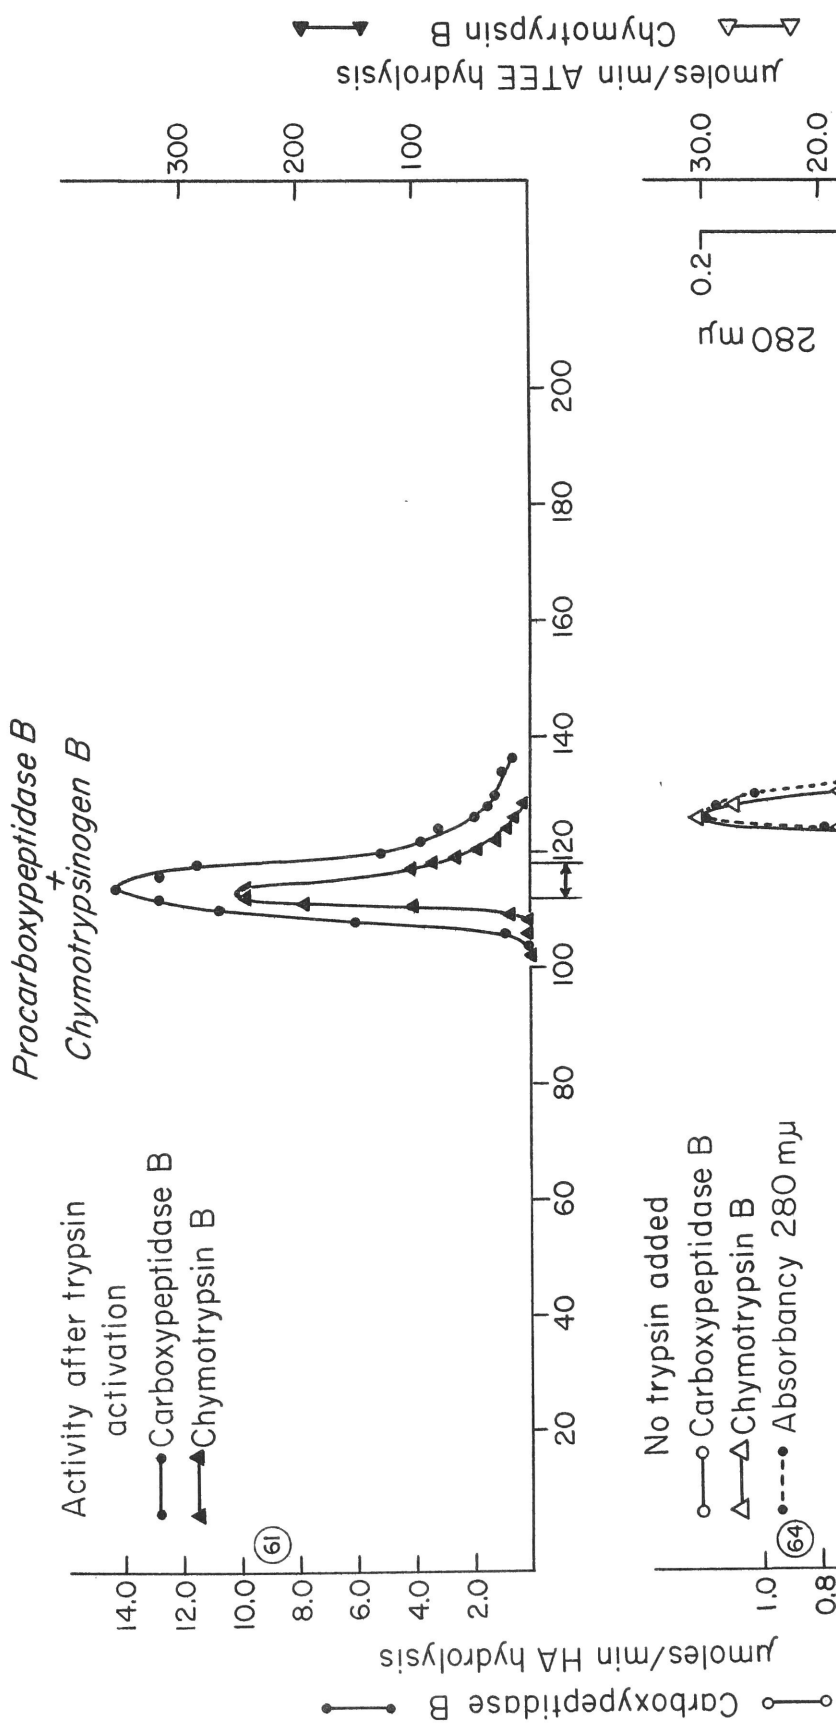 Procarboxypeptidase B
+
Chymotrypsinogen B
Activity after trypsin
activation
Carboxypeptidase B
Chymotrypsin B
14.0
12.0
10.0
8.0
6.0
4.0
2.0
61
µmoles/min HA hydrolysis
Carboxypeptidase B
20
40
60
80
100
120
140
160
180
200
300
200
100
µmoles/min ATEE hydrolysis
Chymotrypsin B
No trypsin added
Carboxypeptidase B
Chymotrypsin B
Absorbancy 280 mµ
64
1.0
0.8
0.2
280 mµ
30.0
20.0